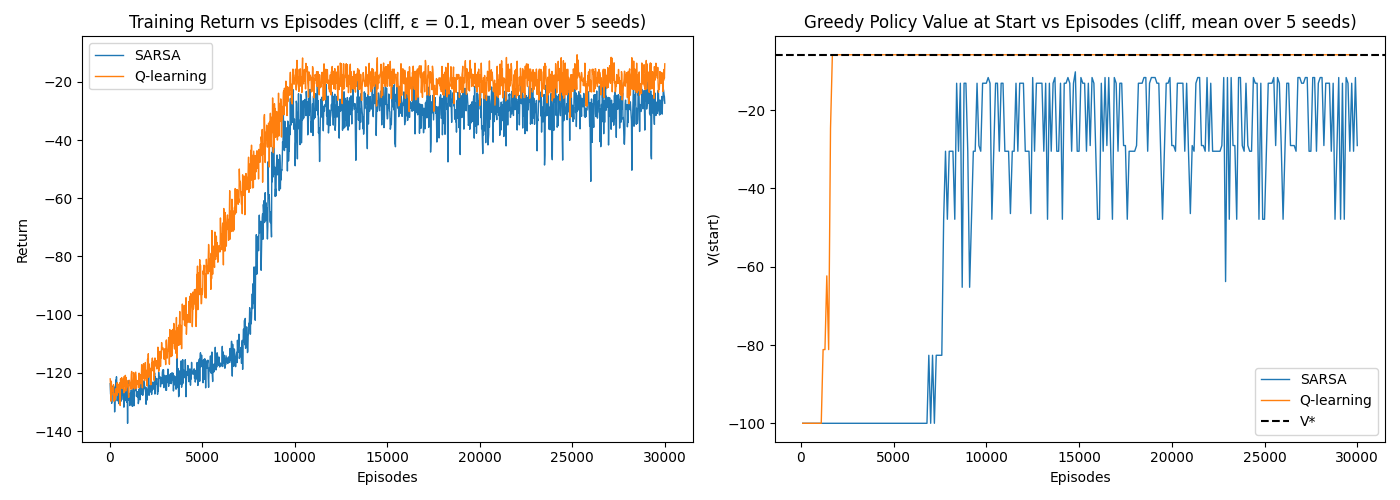 Training Return vs Episodes (cliff, ε = 0.1, mean over 5 seeds)
SARSA
Q-learning
−20
−40
−60
−80
−100
−120
−140
Return
0
5000
10000
15000
20000
25000
30000
Episodes
Greedy Policy Value at Start vs Episodes (cliff, mean over 5 seeds)
−20
−40
−60
−80
−100
V(start)
SARSA
Q-learning
V*
0
5000
10000
15000
20000
25000
30000
Episodes